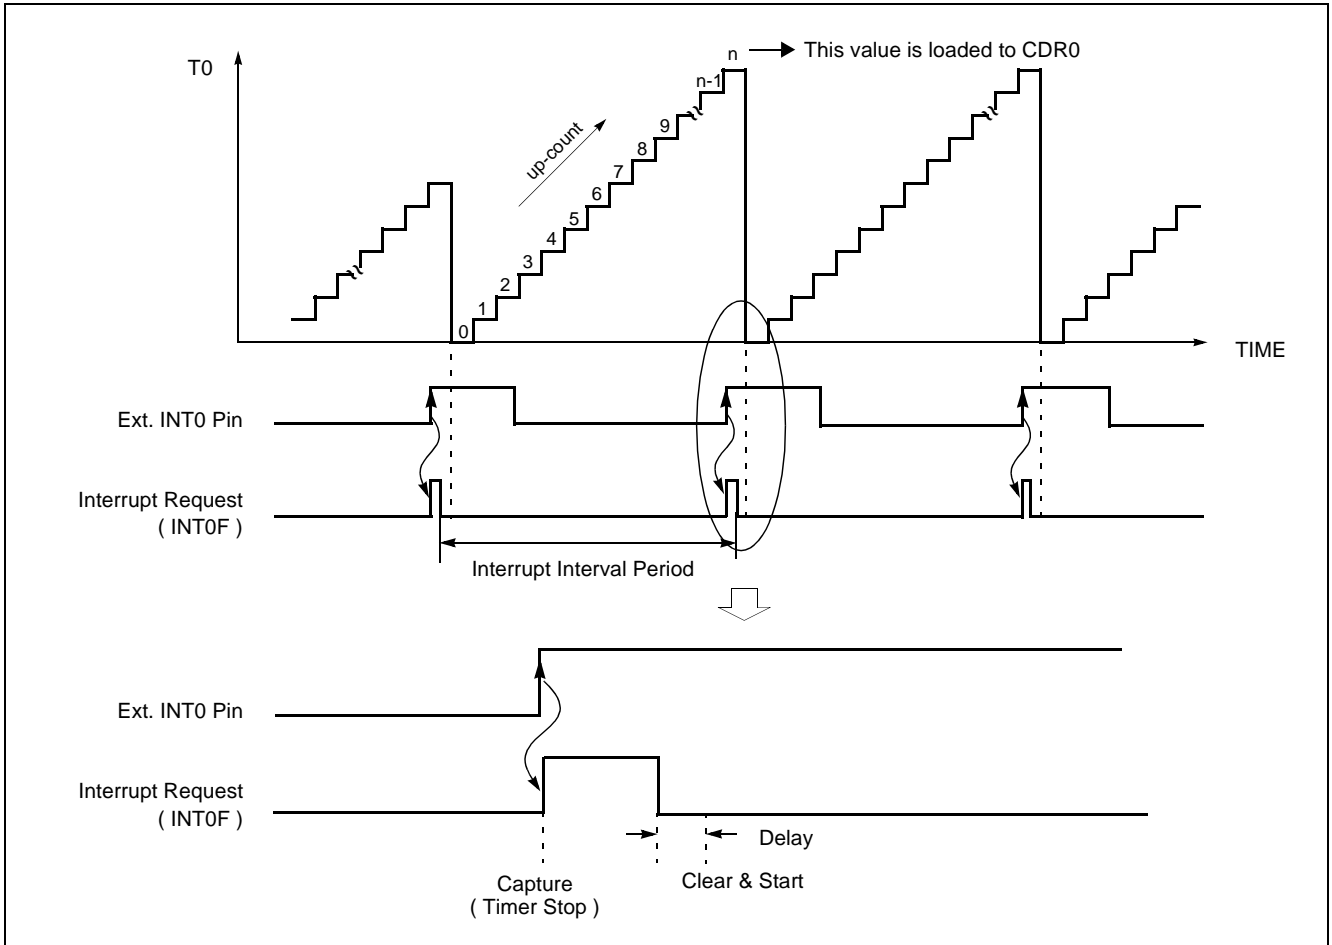 n
This value is loaded to CDR0
T0
n-1
9
8
7
6
5
4
3
2
1
0
up-count
TIME
Ext. INT0 Pin
Interrupt Request
( INT0F )
Interrupt Interval Period
Ext. INT0 Pin
Interrupt Request
( INT0F )
Delay
Capture
( Timer Stop )
Clear & Start